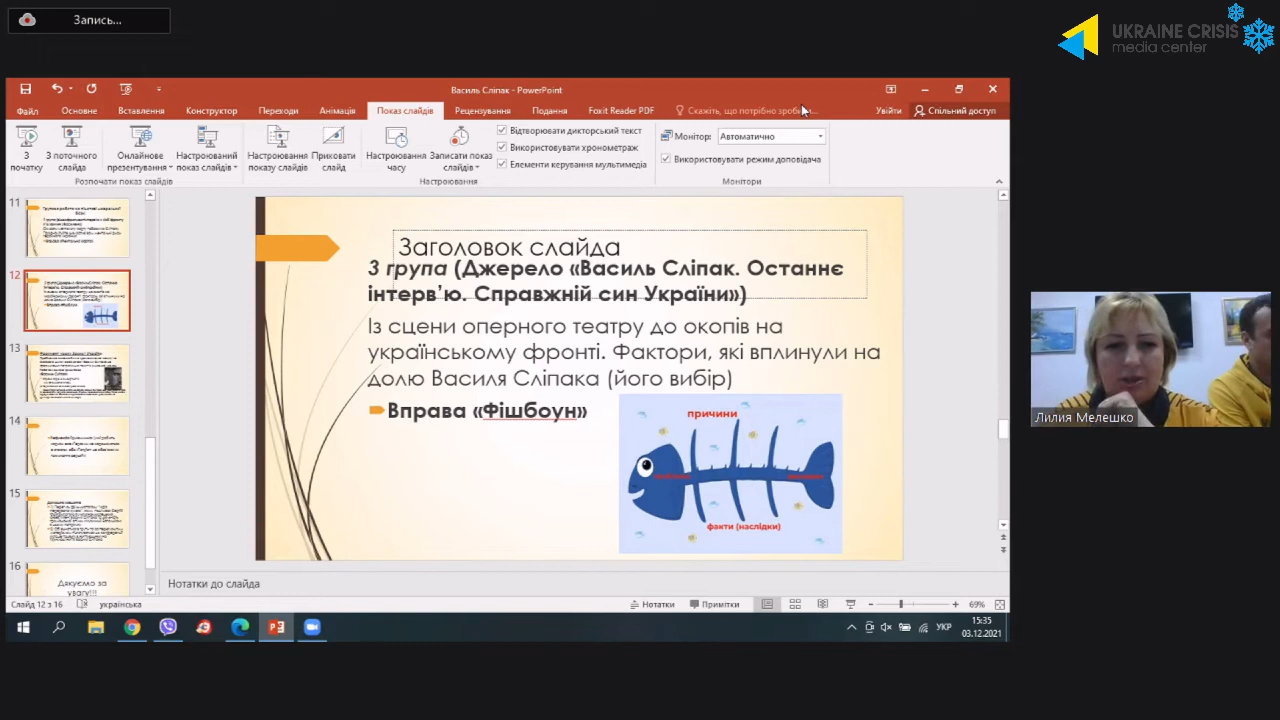 Запись...
UKRAINE CRISIS
media center
Василь Сліпак - PowerPoint
Файл Основне Вставлення Конструктор Переходи Анімація Показ слайдів Рецензування Подання Foxit Reader PDF Скажіть, що потрібно зробити... Увійти Спільний доступ
З початку
З поточного слайда
Онлайнове презентування
Настроюваний показ слайдів
Розпочати показ слайдів
Настроювання показу слайдів
Приховати слайд
Настроювання часу
Записати показ слайдів
Відтворювати дикторський текст
Використовувати хронометраж
Елементи керування мультимедіа
Настроювання
Монітор: Автоматично
Використовувати режим доповідача
Монітори
11
12
13
14
15
16
Дякуємо за
увагу!!!
Заголовок слайда
3 група (Джерело «Василь Сліпак. Останнє
інтерв’ю. Справжній син України»)
Із сцени оперного театру до окопів на
українському фронті. Фактори, які вплинули на
долю Василя Сліпака (його вибір)
Вправа «Фішбоун»
причини
факти (наслідки)
Нотатки до слайда
Слайд 12 з 16 українська Нотатки Примітки 69%
УКР
15:35
03.12.2021
Лилия Мелешко